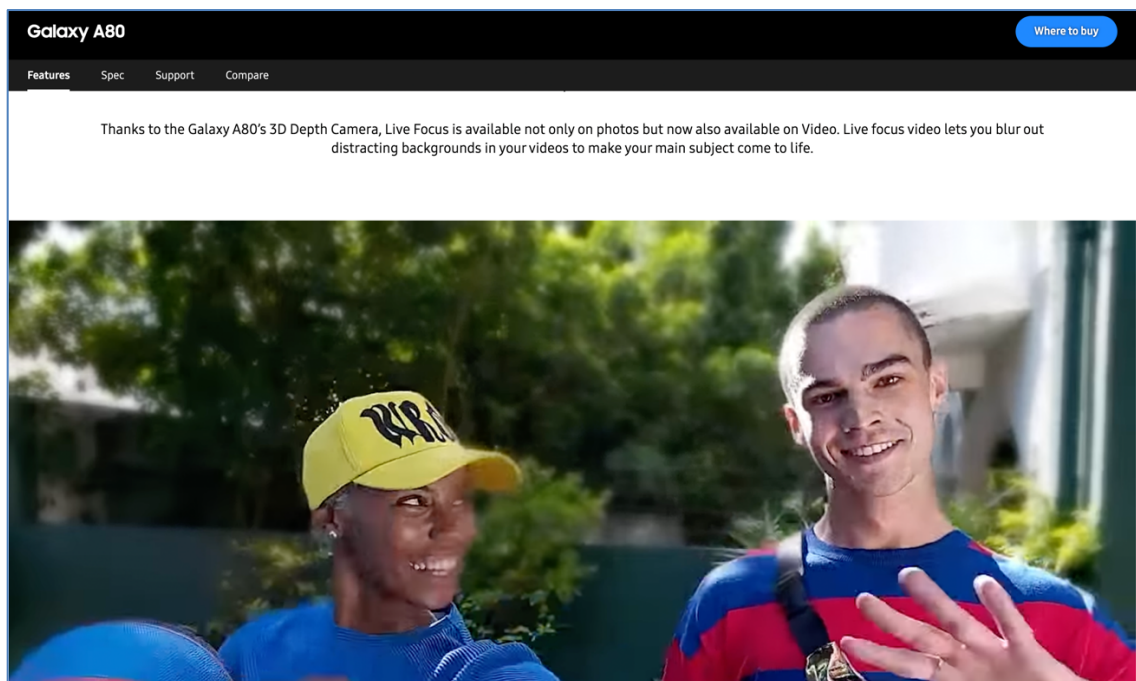 Galaxy A80
Where to buy
Features Spec Support Compare
Thanks to the Galaxy A80's 3D Depth Camera, Live Focus is available not only on photos but now also available on Video. Live focus video lets you blur out
distracting backgrounds in your videos to make your main subject come to life.